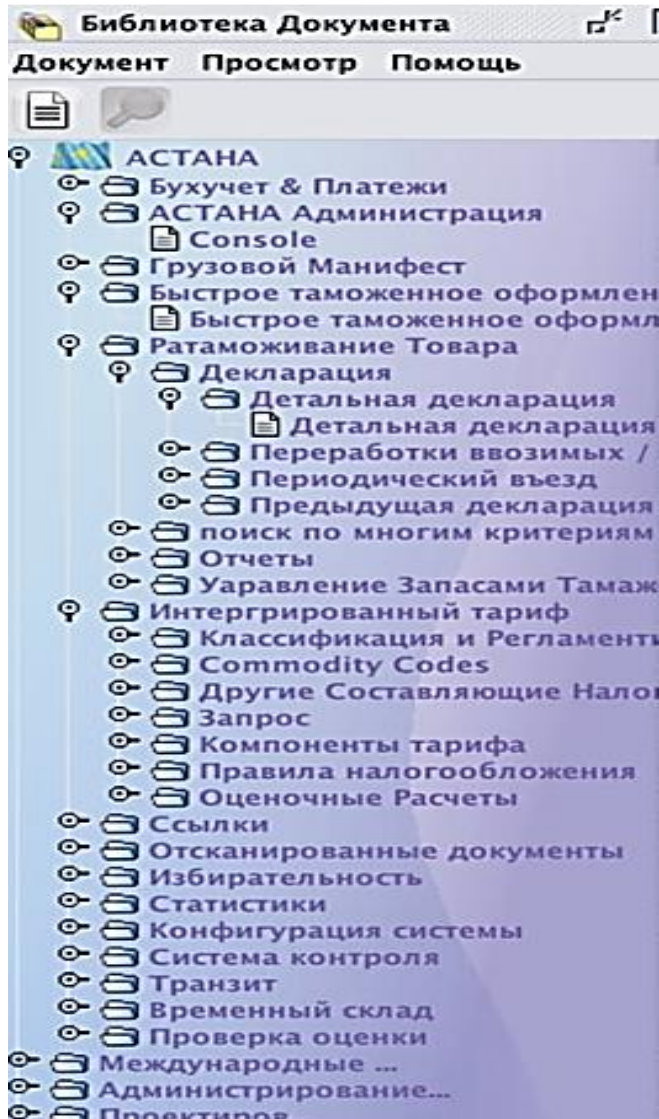 Библиотека Документа
Документ Просмотр Помощь
АСТАНА
Бухучет & Платежи
АСТАНА Администрация
Console
Грузовой Манифест
Быстрое таможенное оформлен
Быстрое таможенное оформл
Ратаможивание Товара
Декларация
Детальная декларация
Детальная декларация
Переработки ввозимых /
Периодический въезд
Предыдущая декларация
поиск по многим критериям
Отчеты
Уаравление Запасами Тамаж
Интергрированный тариф
Классификация и Регламенти
Commodity Codes
Другие Составляющие Налог
Запрос
Компоненты тарифа
Правила налогообложения
Оценочные Расчеты
Ссылки
Отсканированные документы
Избирательность
Статистики
Конфигурация системы
Система контроля
Транзит
Временный склад
Проверка оценки
Международные ...
Администрирование...
Проектиров